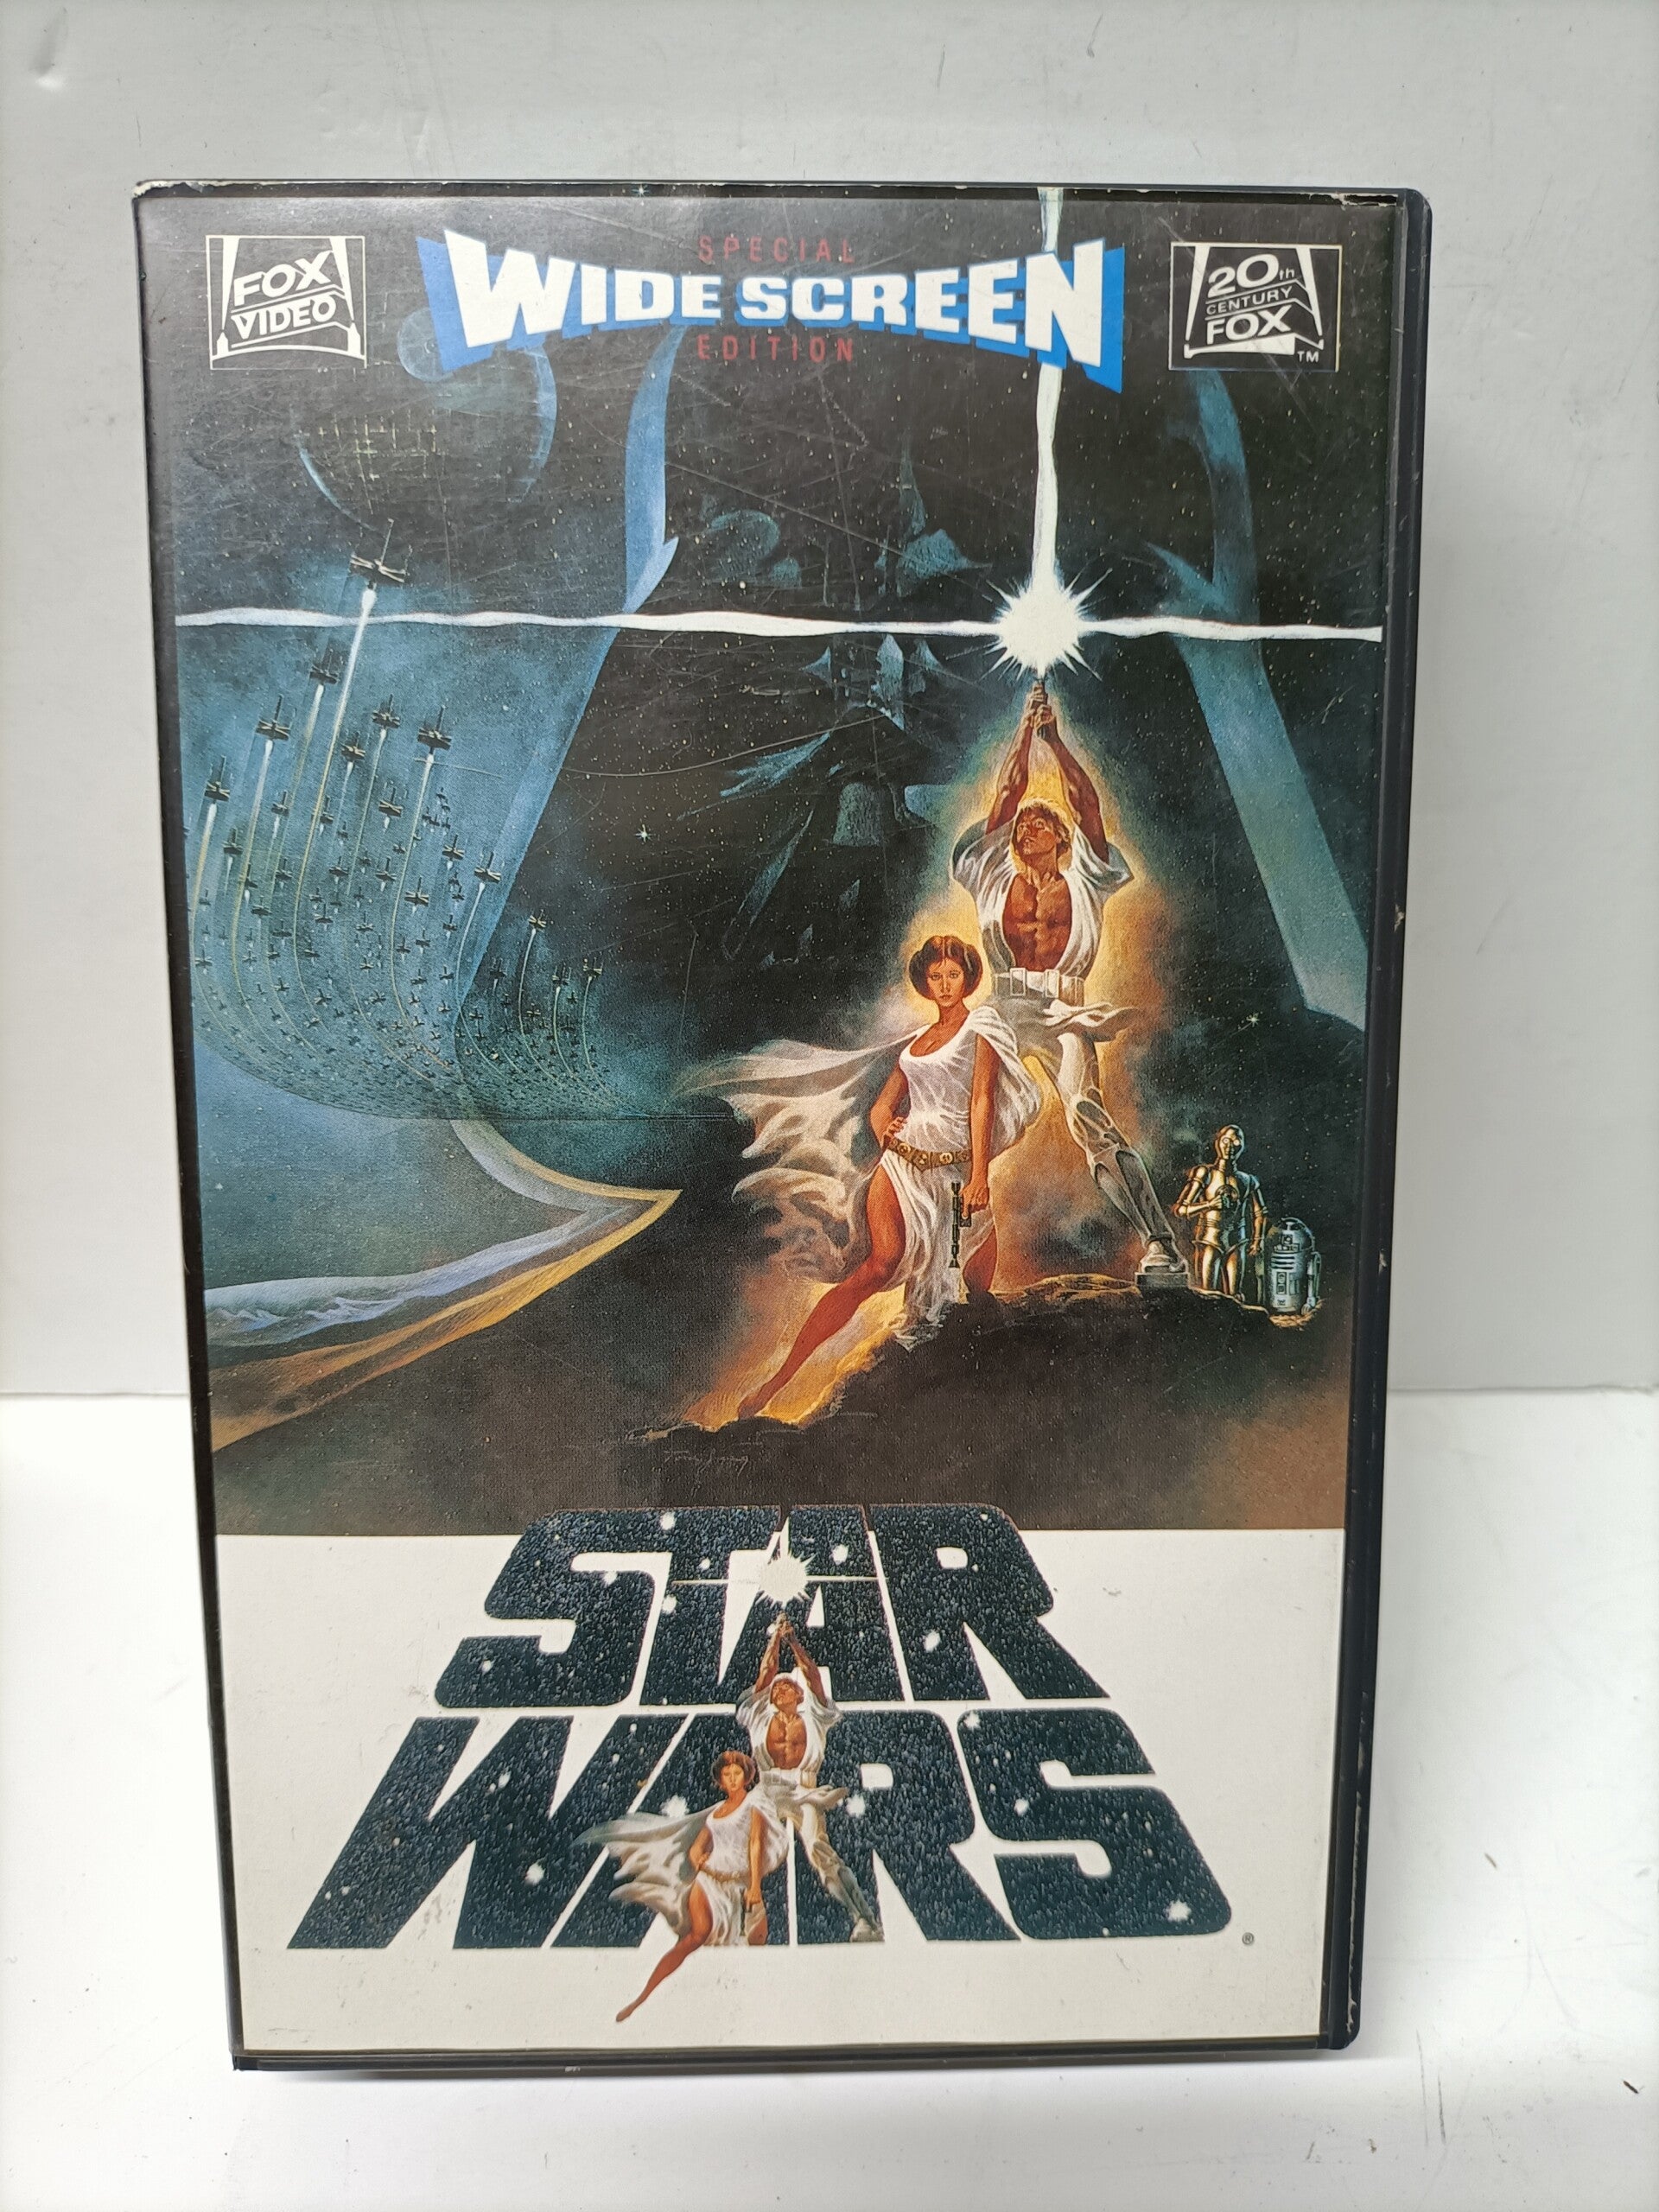 FOX
VIDEO
SPECIAL
WIDE SCREEN
EDITION
20th
CENTURY
FOX
TM
STAR
WARS
®